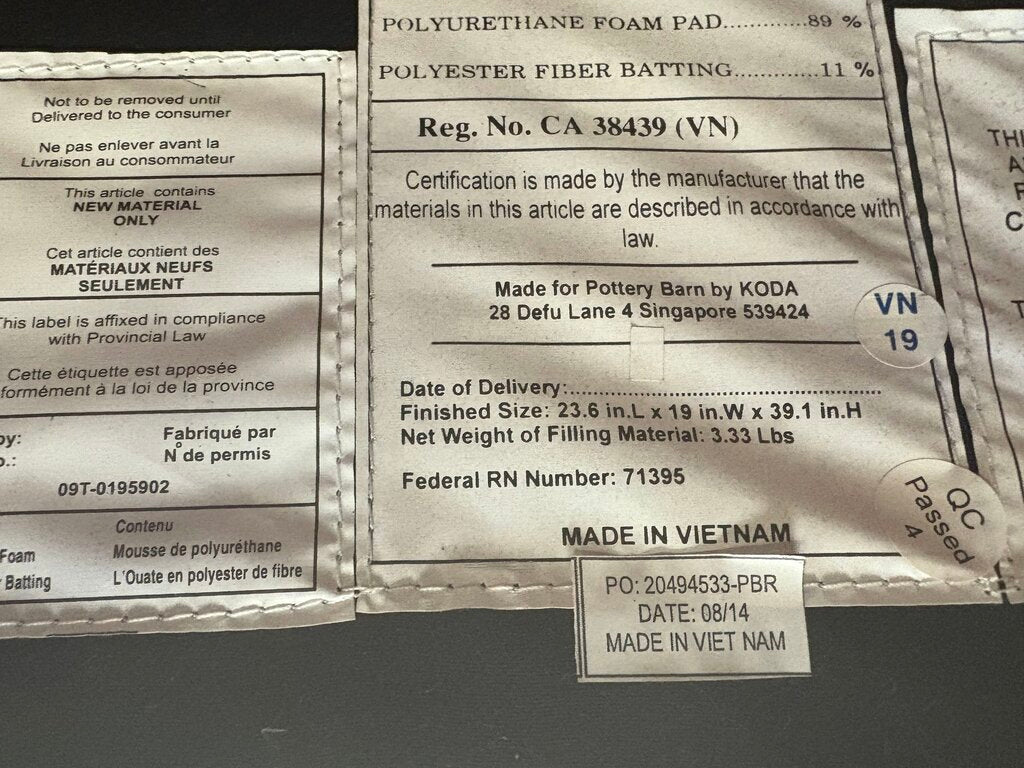 Not to be removed until
Delivered to the consumer
Ne pas enlever avant la
Livraison au consommateur
This article contains
NEW MATERIAL
ONLY
Cet article contient des
MATÉRIAUX NEUFS
SEULEMENT
This label is affixed in compliance
with Provincial Law
Cette étiquette est apposée
formément à la loi de la province
by:
Fabriqué par
N° de permis
09T-0195902
Contenu
Foam
Mousse de polyuréthane
Batting
L'Ouate en polyester de fibre
POLYURETHANE FOAM PAD............89 %
POLYESTER FIBER BATTING.............11 %
Reg. No. CA 38439 (VN)
Certification is made by the manufacturer that the
materials in this article are described in accordance with
law.
Made for Pottery Barn by KODA
28 Defu Lane 4 Singapore 539424
Date of Delivery:......................................................
Finished Size: 23.6 in.L x 19 in.W x 39.1 in.H
Net Weight of Filling Material: 3.33 Lbs
Federal RN Number: 71395
MADE IN VIETNAM
VN
19
QC
Passed
4
PO: 20494533-PBR
DATE: 08/14
MADE IN VIET NAM